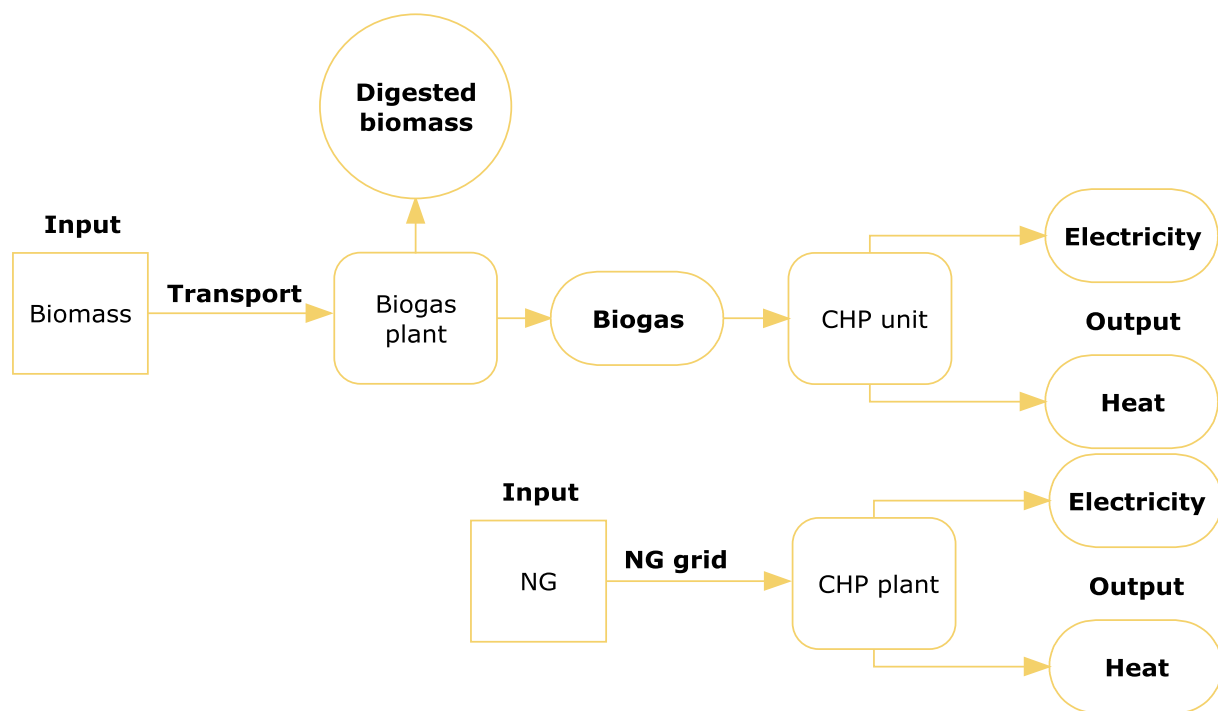 Digested
biomass
Input
Biomass
Transport
Biogas
plant
Biogas
CHP unit
Electricity
Output
Heat
Input
NG
NG grid
CHP plant
Electricity
Output
Heat